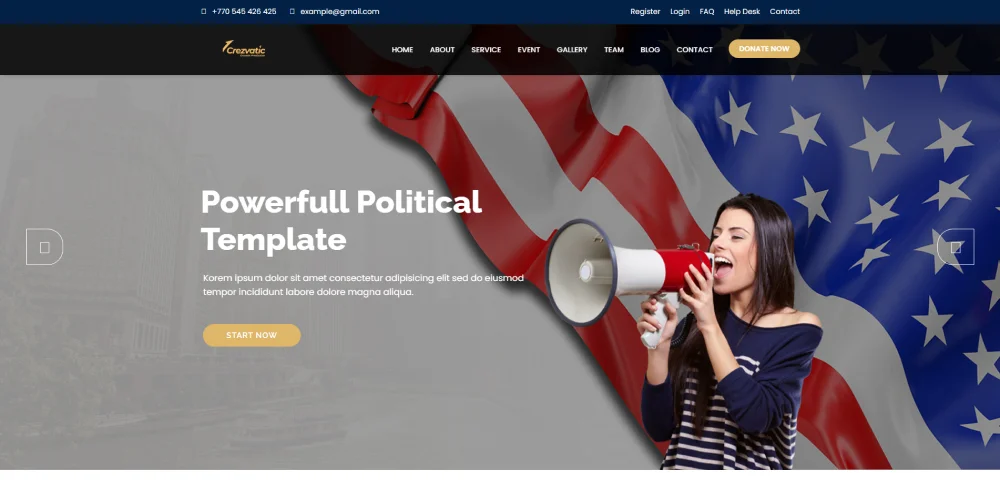 +770 545 426 425 example@gmail.com Register Login FAQ Help Desk Contact
Crezvatic HOME ABOUT SERVICE EVENT GALLERY TEAM BLOG CONTACT DONATE NOW
Powerfull Political
Template
Korem ipsum dolor sit amet consectetur adipisicing elit sed do eiusmod
tempor incididunt labore dolore magna aliqua.
START NOW